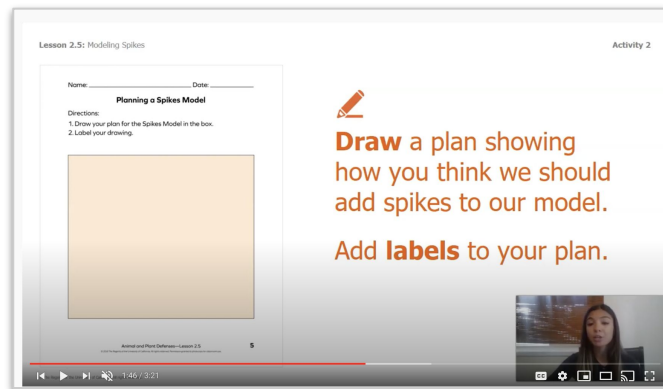 Lesson 2.5: Modeling Spikes
Activity 2
Name: Date:
Planning a Spikes Model
Directions:
1. Draw your plan for the Spikes Model in the box.
2. Label your drawing.
Animal and Plant Defenses—Lesson 2.5
5
Draw a plan showing
how you think we should
add spikes to our model.
Add labels to your plan.
1:46 / 3:21
CC